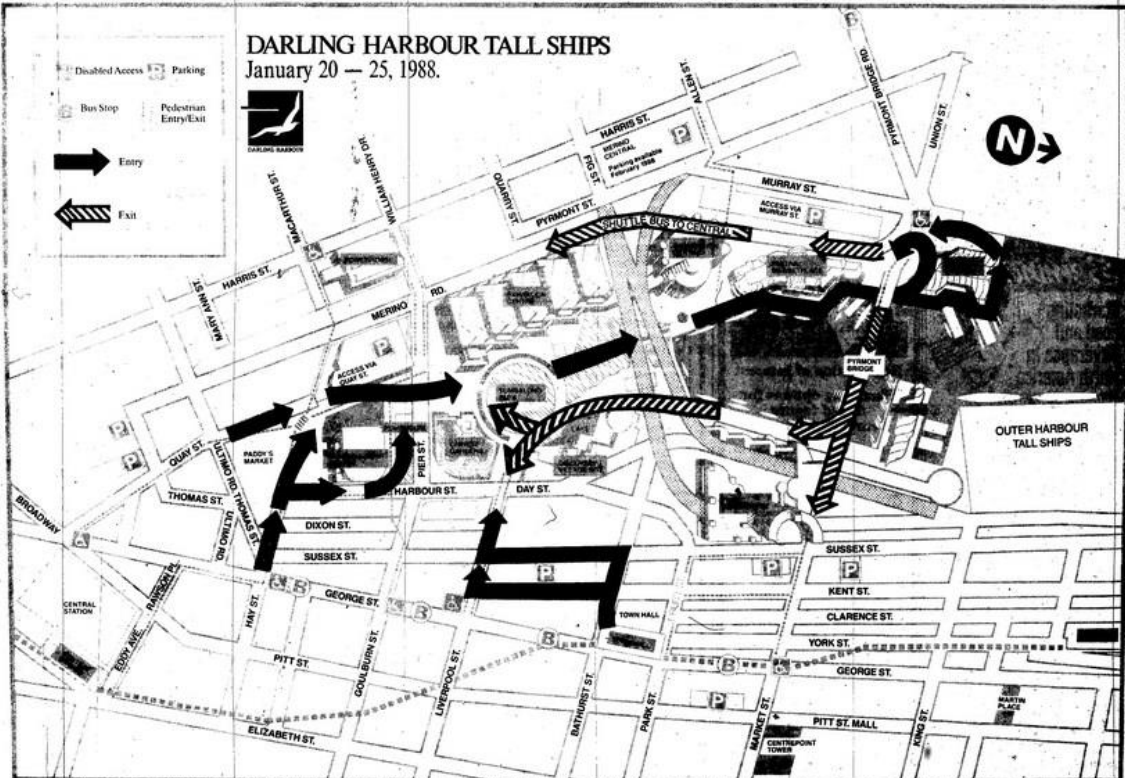 DARLING HARBOUR TALL SHIPS
January 20 — 25, 1988.
DARLING HARBOUR
Disabled Access
P
Parking
B
Bus Stop
Pedestrian
Entry/Exit
Entry
Exit
N
B
PYRMONT BRIDGE RD.
UNION ST.
ALLEN ST.
HARRIS ST.
MERINO
CENTRAL
Parking available
February 1988
P
FIG ST.
MURRAY ST.
ACCESS VIA
MURRAY ST.
P
WILLIAM HENRY DR.
MACARTHUR ST.
QUARRY ST.
PYRMONT ST.
SHUTTLE BUS TO CENTRAL
HARRIS ST.
MARY ANN ST.
MERINO RD.
P
ACCESS VIA
QUAY ST.
PYRMONT
BRIDGE
OUTER HARBOUR
TALL SHIPS
P
P
QUAY ST.
ULTIMO RD.
THOMAS ST.
PADDY'S
MARKET
PIER ST.
CHINESE
GARDENS
HARBOUR ST.
DAY ST.
THOMAS ST.
ULTIMO RD.
BROADWAY
DIXON ST.
SUSSEX ST.
SUSSEX ST.
P
P
P
KENT ST.
CLARENCE ST.
YORK ST.
GEORGE ST.
GEORGE ST.
B
B
B
B
TOWN HALL
RAWSON PL.
CENTRAL
STATION
EDDY AVE.
HAY ST.
PITT ST.
GOULBURN ST.
LIVERPOOL ST.
BATHURST ST.
PARK ST.
P
MARKET ST.
KING ST.
MARTIN
PLACE
PITT ST. MALL
CENTREPOINT
TOWER
ELIZABETH ST.